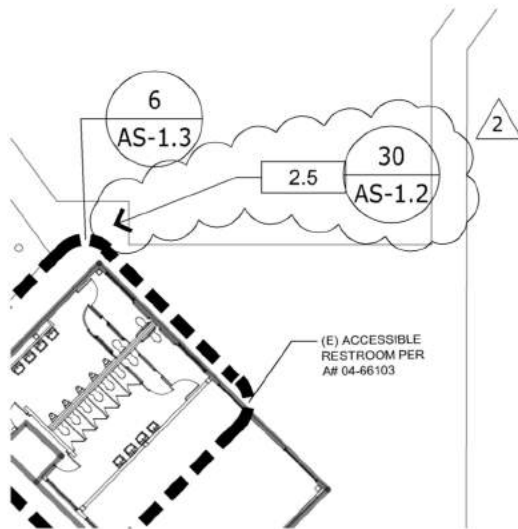 6
AS-1.3
2
2.5
30
AS-1.2
(E) ACCESSIBLE
RESTROOM PER
A# 04-66103